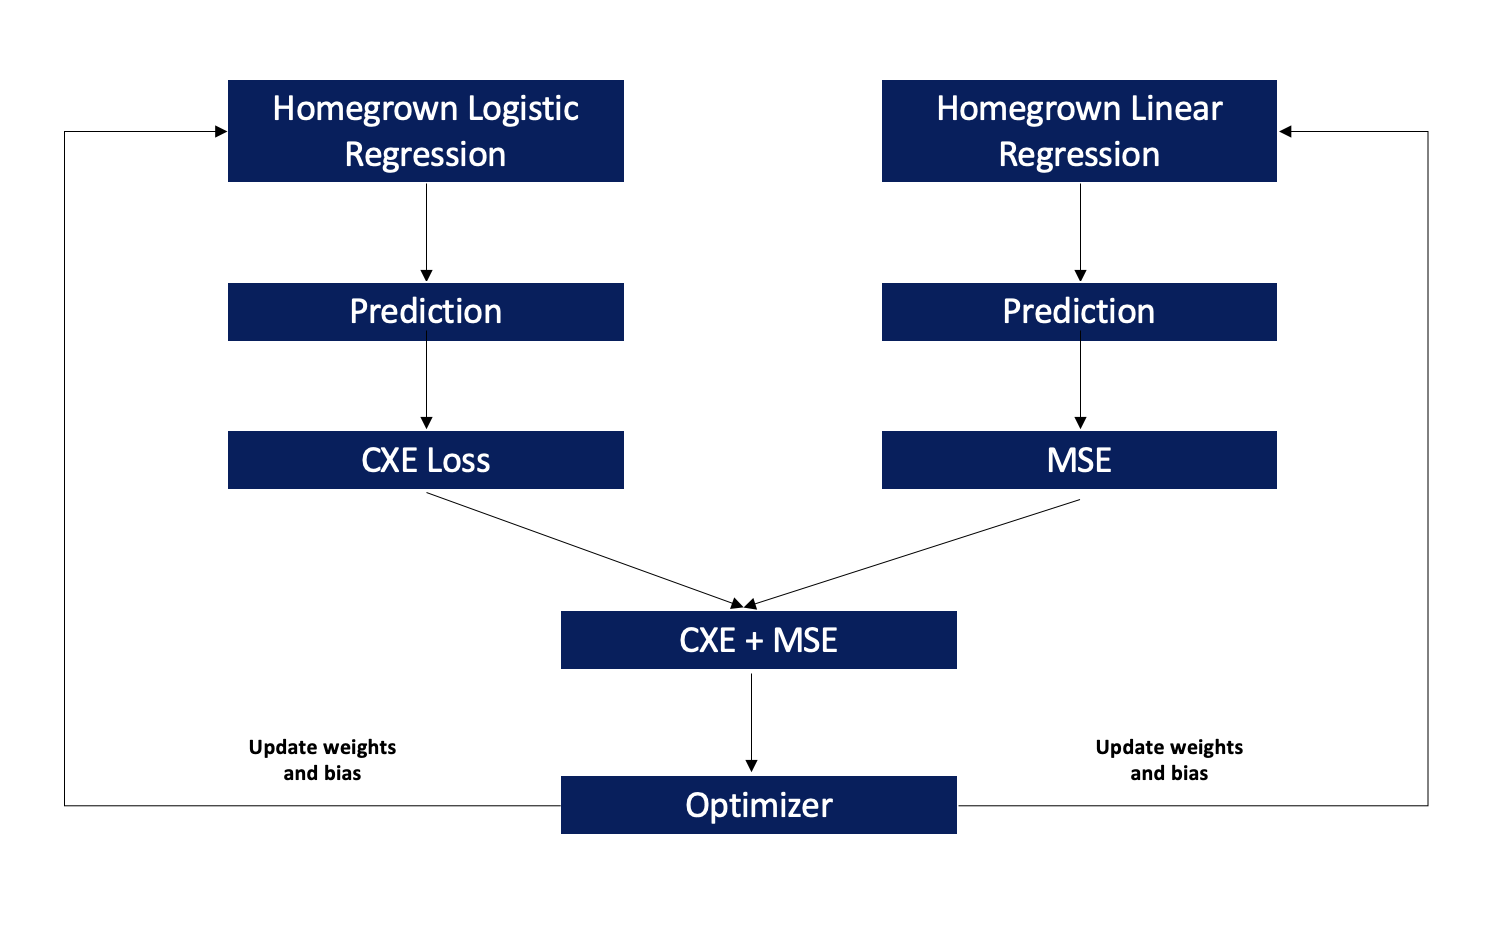 Homegrown Logistic
Regression
Homegrown Linear
Regression
Prediction
Prediction
CXE Loss
MSE
CXE + MSE
Update weights
and bias
Update weights
and bias
Optimizer